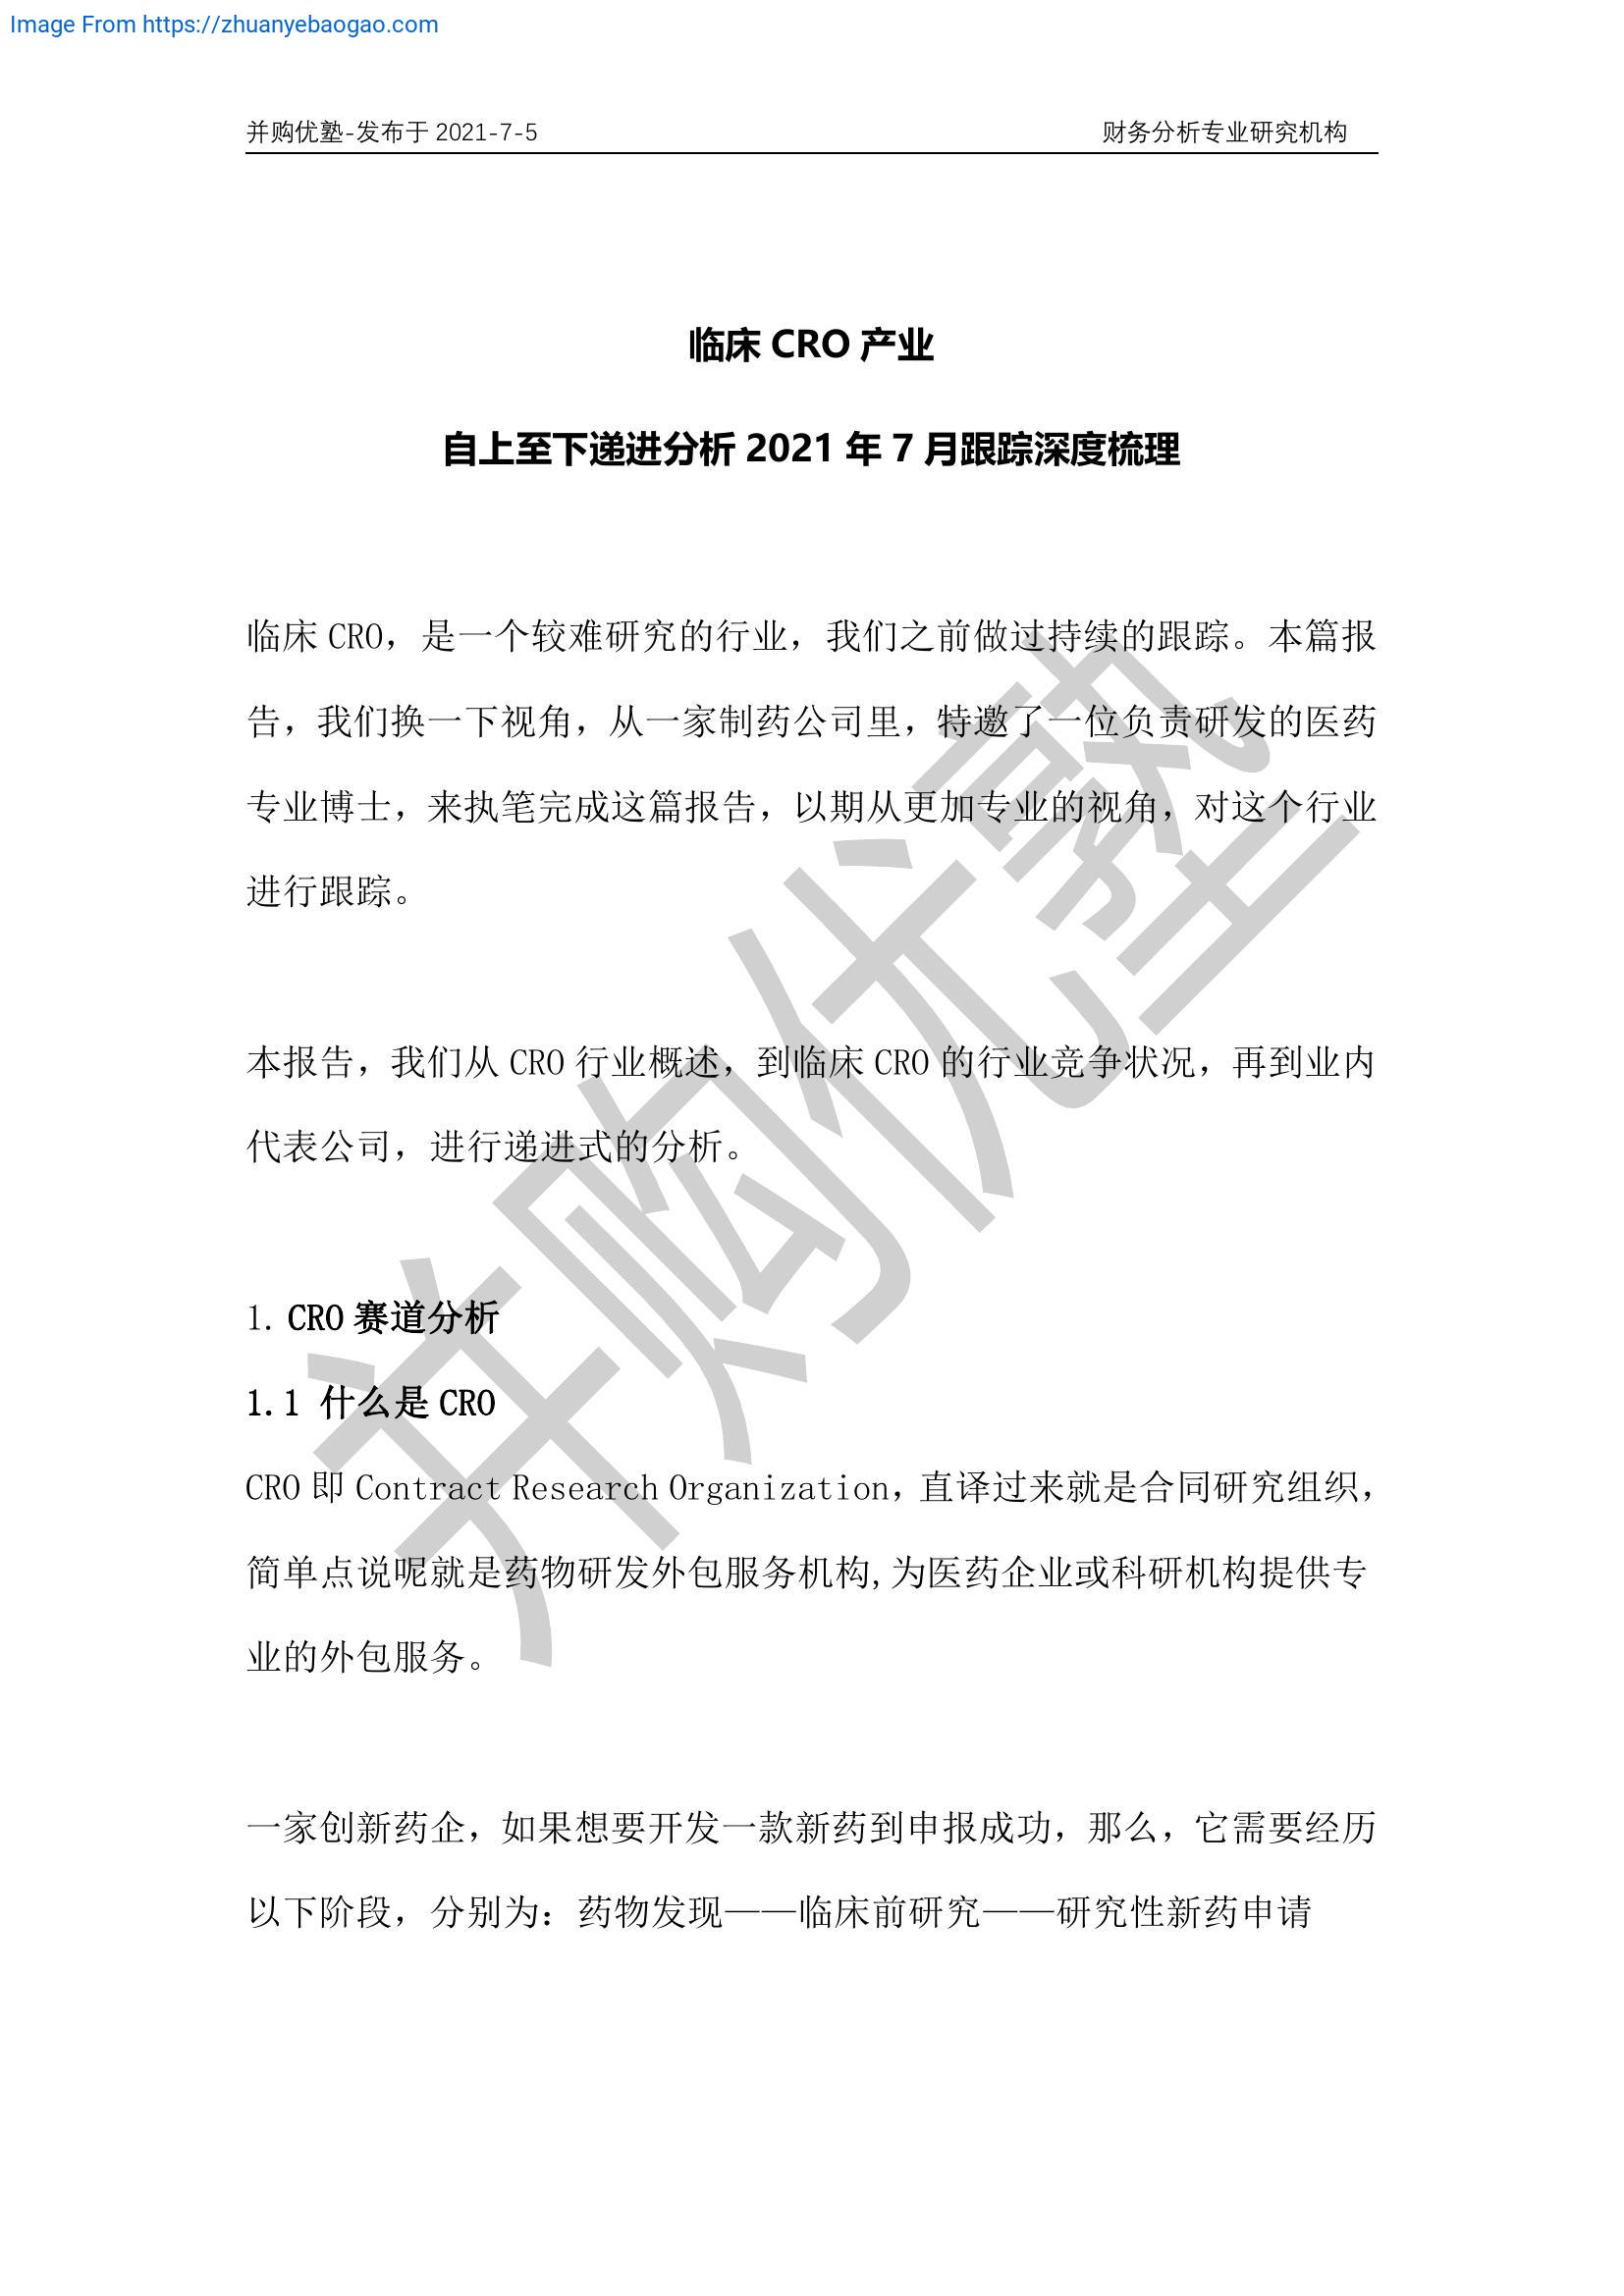 Image From https://zhuanyebaogao.com
并购优塾-发布于 2021-7-5 财务分析专业研究机构
临床 CRO 产业
自上至下递进分析 2021 年 7 月跟踪深度梳理
临床 CRO，是一个较难研究的行业，我们之前做过持续的跟踪。本篇报
告，我们换一下视角，从一家制药公司里，特邀了一位负责研发的医药
专业博士，来执笔完成这篇报告，以期从更加专业的视角，对这个行业
进行跟踪。
本报告，我们从 CRO 行业概述，到临床 CRO 的行业竞争状况，再到业内
代表公司，进行递进式的分析。
1. CRO 赛道分析
1.1 什么是 CRO
CRO 即 Contract Research Organization，直译过来就是合同研究组织，
简单点说呢就是药物研发外包服务机构,为医药企业或科研机构提供专
业的外包服务。
一家创新药企，如果想要开发一款新药到申报成功，那么，它需要经历
以下阶段，分别为：药物发现——临床前研究——研究性新药申请
并购优塾